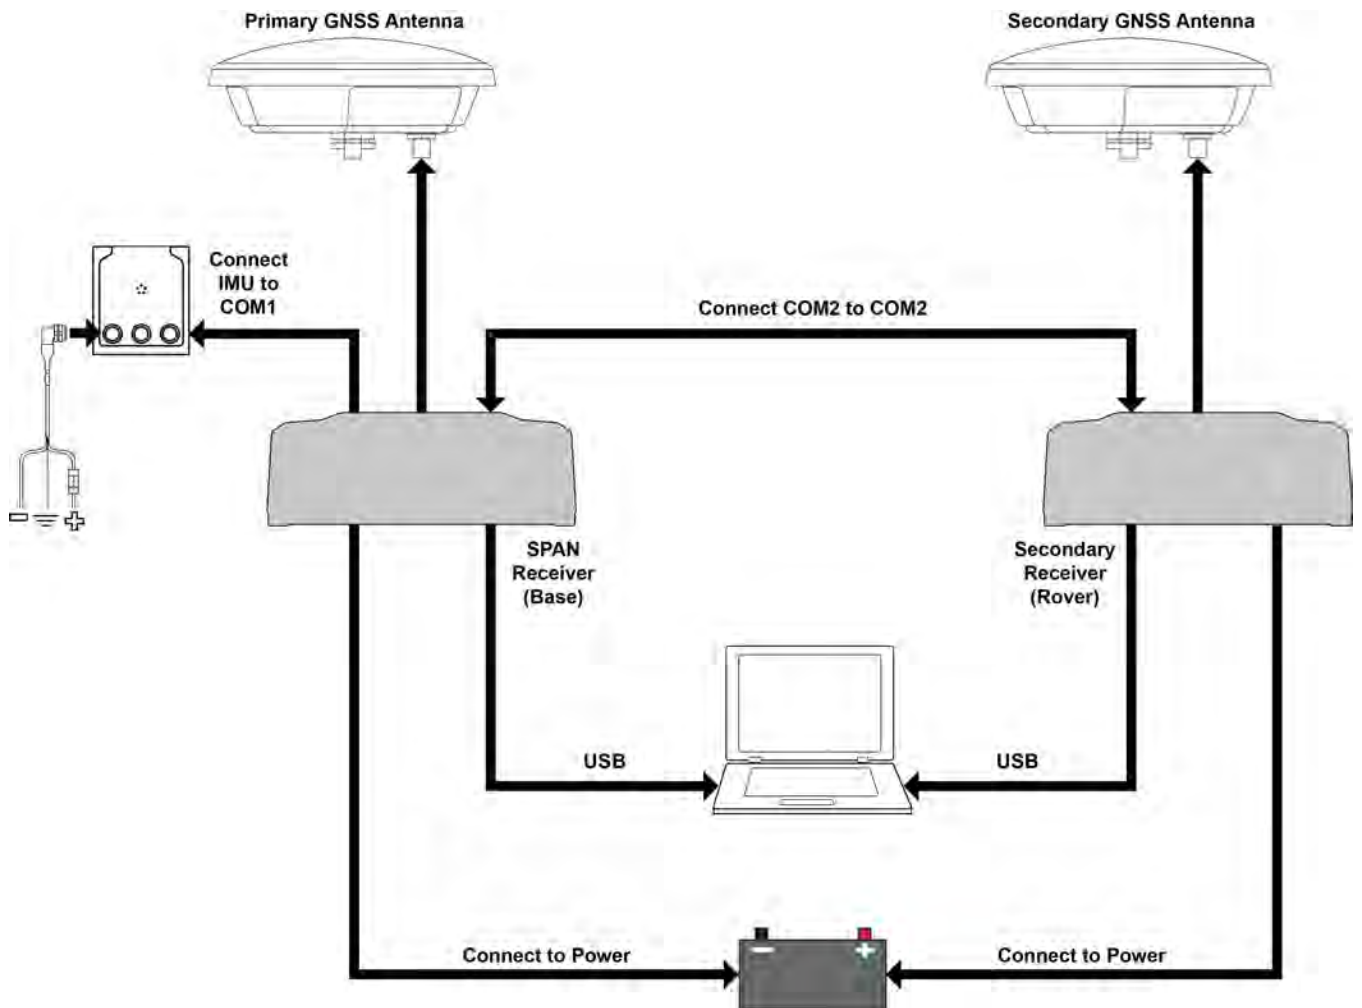 Primary GNSS Antenna
Secondary GNSS Antenna
Connect
IMU to
COM1
Connect COM2 to COM2
SPAN
Receiver
(Base)
Secondary
Receiver
(Rover)
USB
USB
Connect to Power
Connect to Power